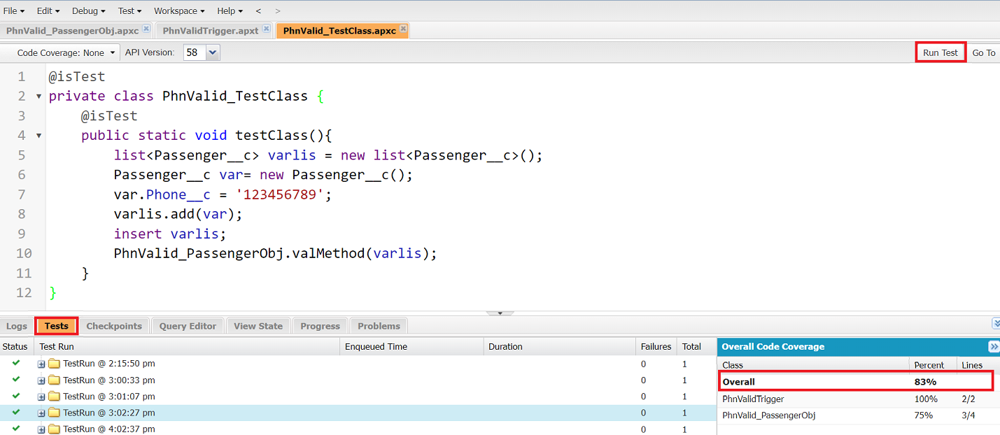 File Edit Debug Test Workspace Help < >
PhnValid_PassengerObj.apxc PhnValidTrigger.apxt PhnValid_TestClass.apxc
Code Coverage: None API Version: 58 Run Test Go To
1 @isTest
2 private class PhnValid_TestClass {
3 @isTest
4 public static void testClass(){
5 list<Passenger__c> varlis = new list<Passenger__c>();
6 Passenger__c var= new Passenger__c();
7 var.Phone__c = '123456789';
8 varlis.add(var);
9 insert varlis;
10 PhnValid_PassengerObj.valMethod(varlis);
11 }
12 }
Logs Tests Checkpoints Query Editor View State Progress Problems
Status Test Run Enqueued Time Duration Failures Total
TestRun @ 2:15:50 pm 0 1
TestRun @ 3:00:33 pm 0 1
TestRun @ 3:01:07 pm 0 1
TestRun @ 3:02:27 pm 0 1
TestRun @ 4:02:37 pm 0 1
Overall Code Coverage
Class Percent Lines
Overall 83%
PhnValidTrigger 100% 2/2
PhnValid_PassengerObj 75% 3/4